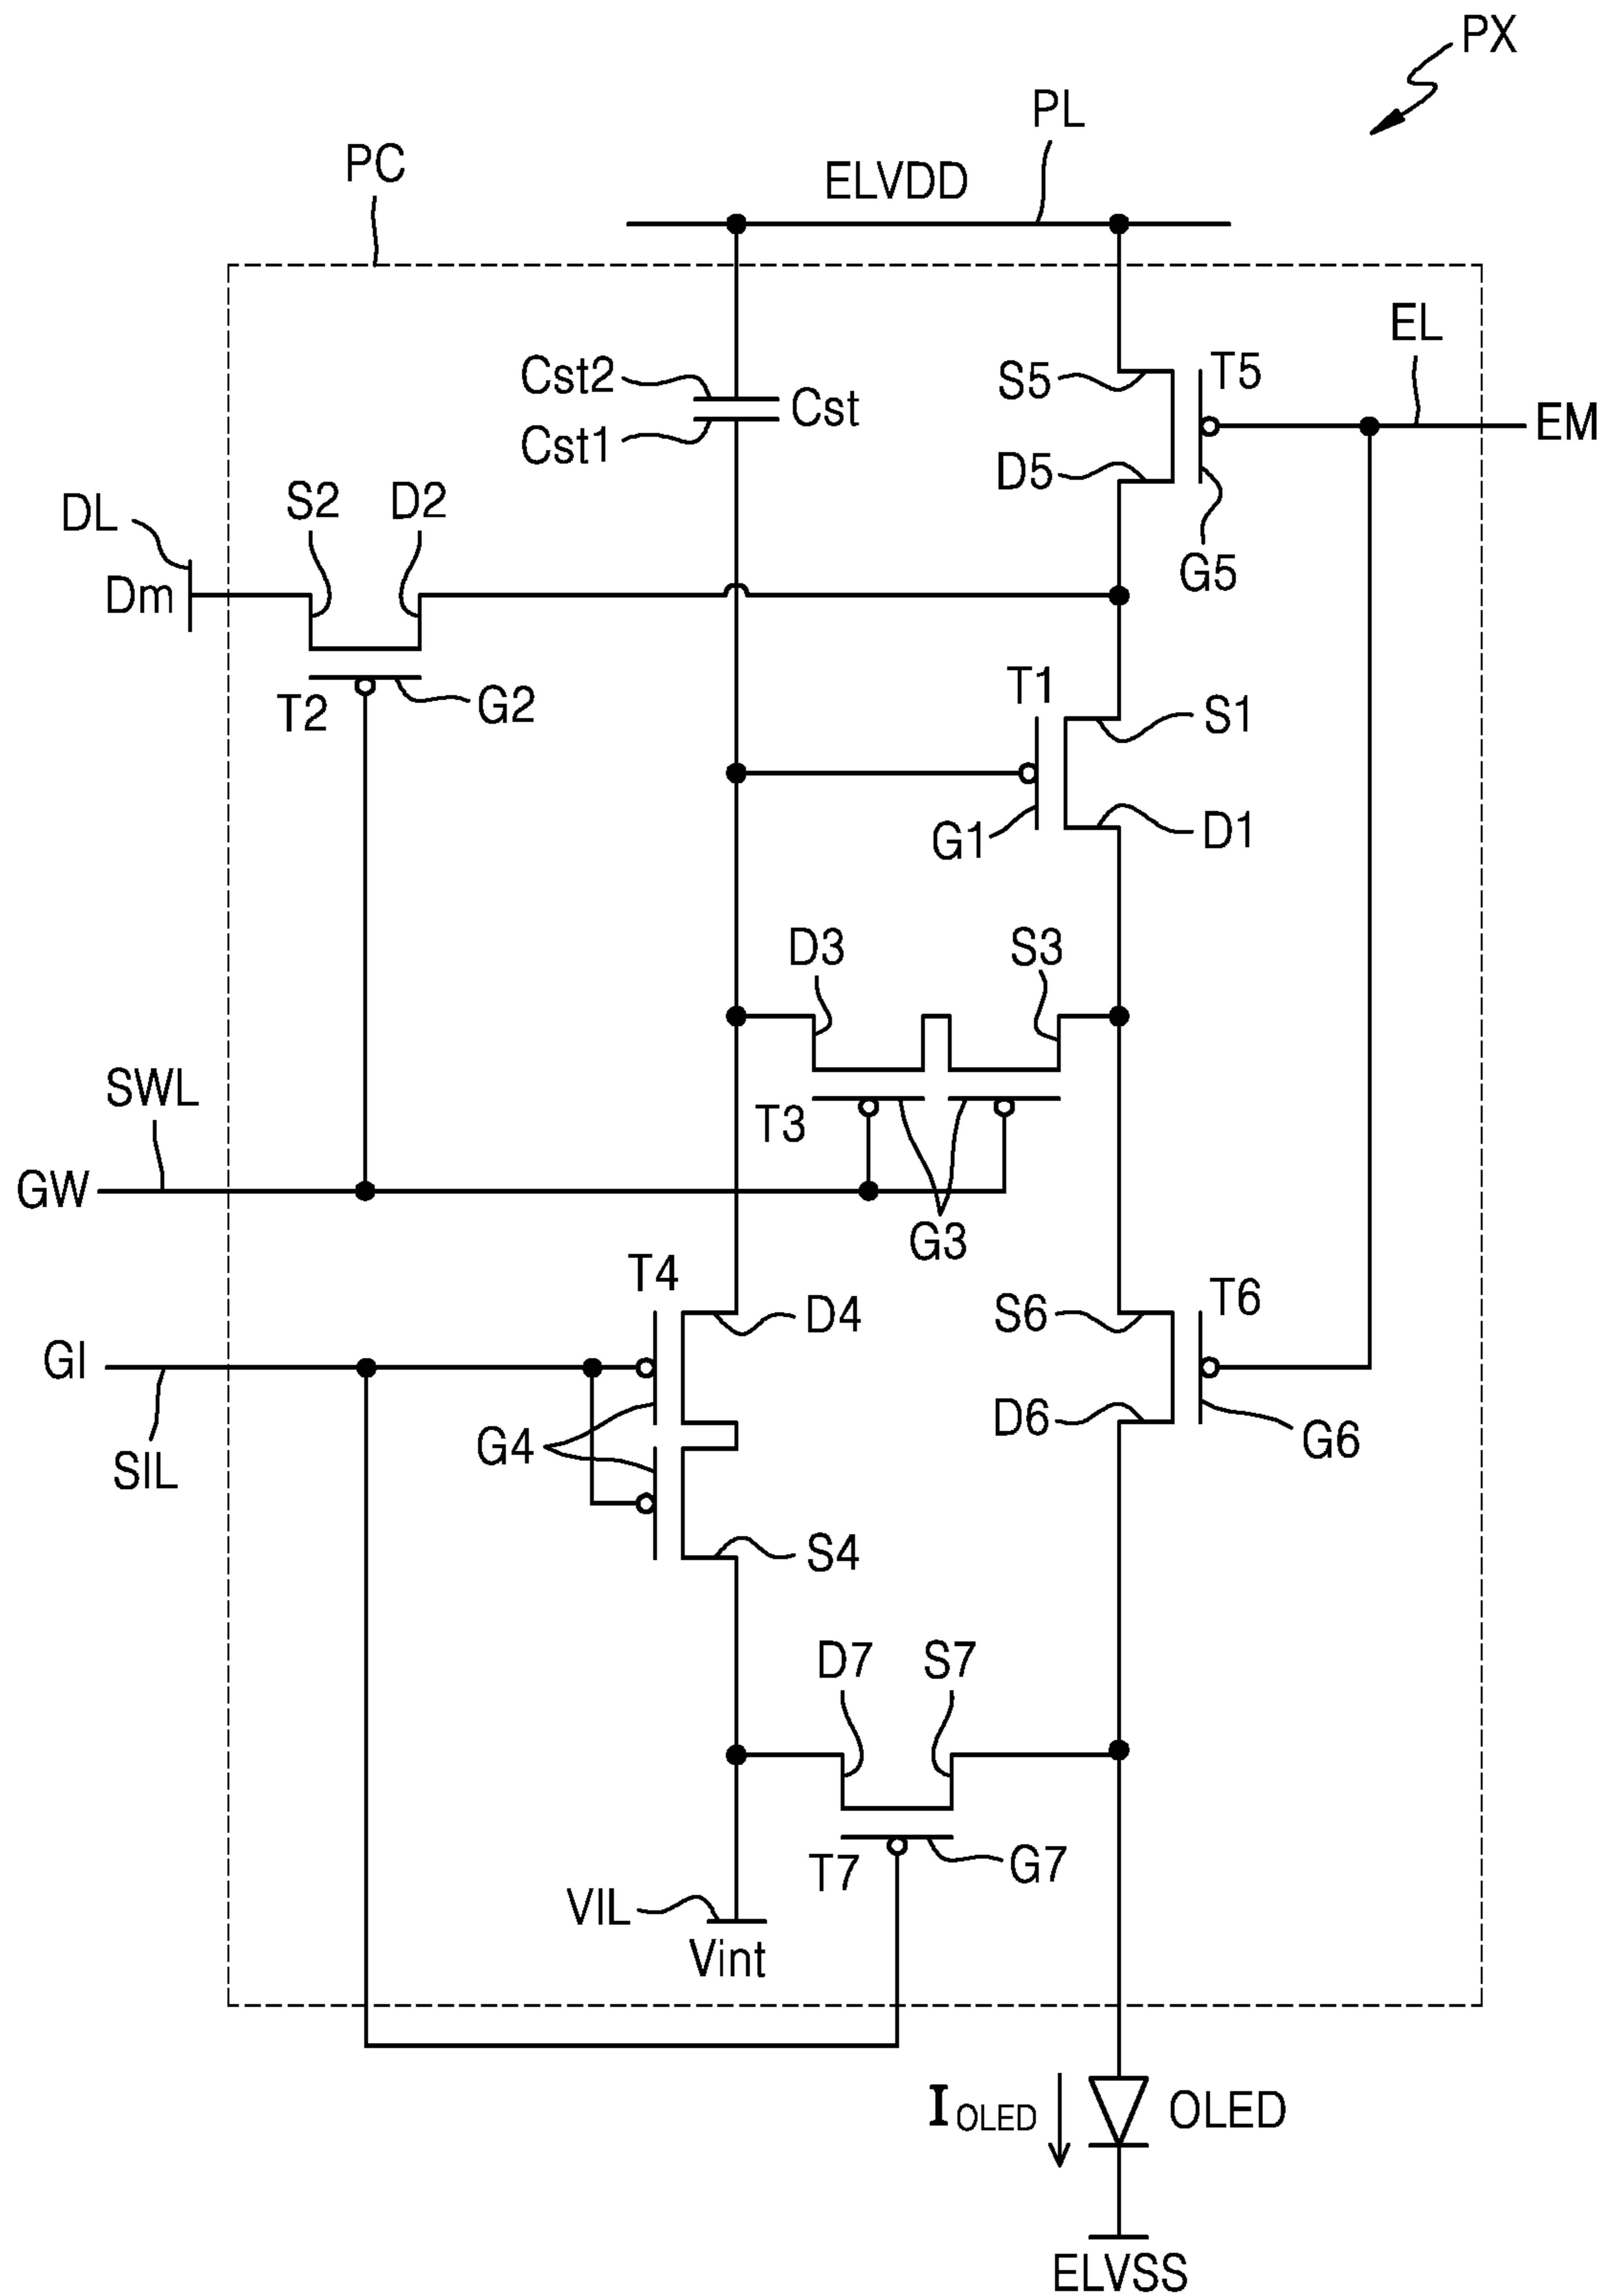 PX
PL
PC
ELVDD
EL
Cst2
S5
T5
Cst
EM
Cst1
D5
S2
D2
DL
G5
Dm
T1
T2
G2
S1
G1
D1
D3
S3
SWL
T3
GW
G3
T4
D4
S6
T6
GI
D6
G4
G6
SIL
S4
D7
S7
T7
G7
VIL
Vint
IOLED
OLED
ELVSS